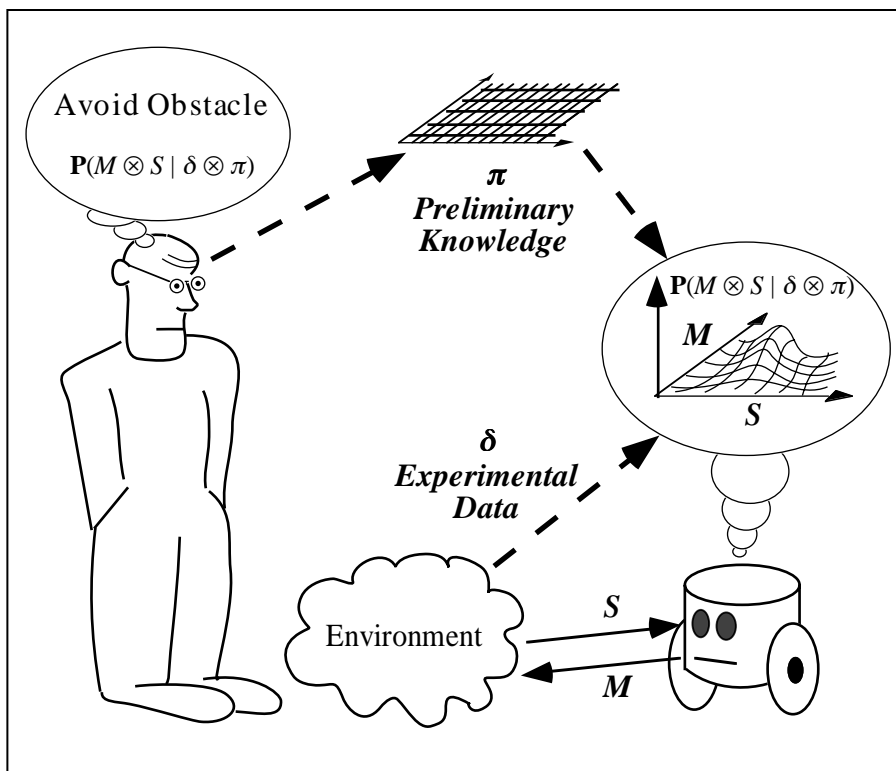 Avoid Obstacle
P(M ⊗ S | δ ⊗ π)
π
Preliminary
Knowledge
P(M ⊗ S | δ ⊗ π)
M
S
δ
Experimental
Data
Environment
S
M